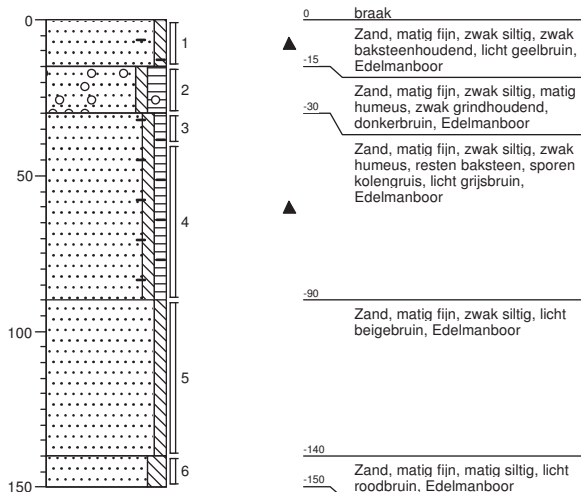 0
50
100
150
1
2
3
4
5
6
0
braak
Zand, matig fijn, zwak siltig, zwak
baksteenhoudend, licht geelbruin,
Edelmanboor
-15
Zand, matig fijn, zwak siltig, matig
humeus, zwak grindhoudend,
donkerbruin, Edelmanboor
-30
Zand, matig fijn, zwak siltig, zwak
humeus, resten baksteen, sporen
kolengruis, licht grijsbruin,
Edelmanboor
-90
Zand, matig fijn, zwak siltig, licht
beigebruin, Edelmanboor
-140
Zand, matig fijn, matig siltig, licht
roodbruin, Edelmanboor
-150